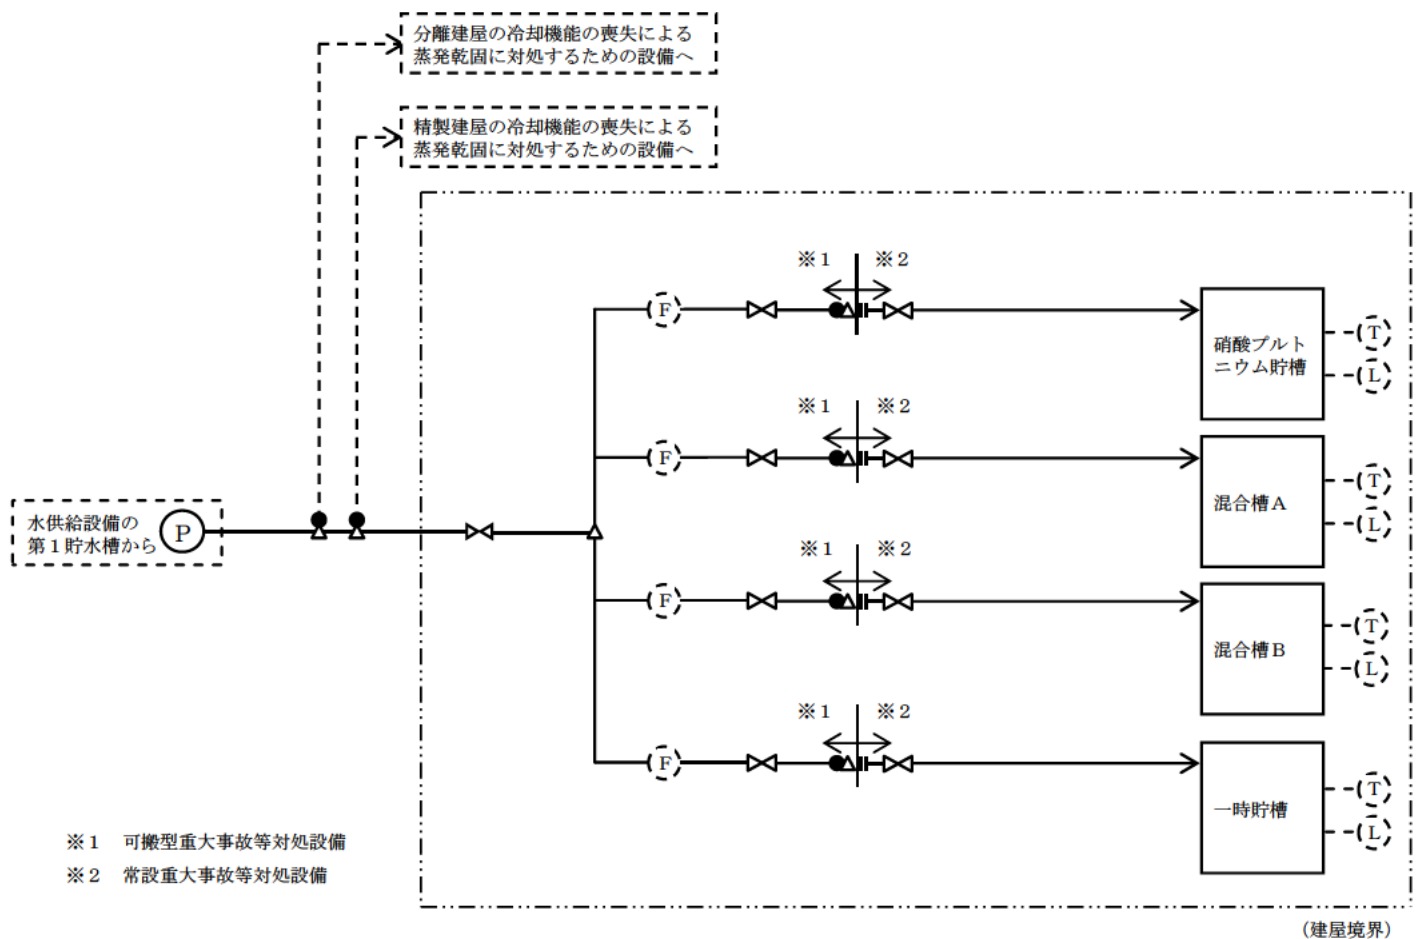 分離建屋の冷却機能の喪失による
蒸発乾固に対処するための設備へ
精製建屋の冷却機能の喪失による
蒸発乾固に対処するための設備へ
※1 ※2
F
硝酸プルト
ニウム貯槽
T
L
※1 ※2
F
混合槽A
T
L
水供給設備の
第1貯水槽から
P
※1 ※2
F
混合槽B
T
L
※1 ※2
F
一時貯槽
T
L
※1 可搬型重大事故等対処設備
※2 常設重大事故等対処設備
(建屋境界)